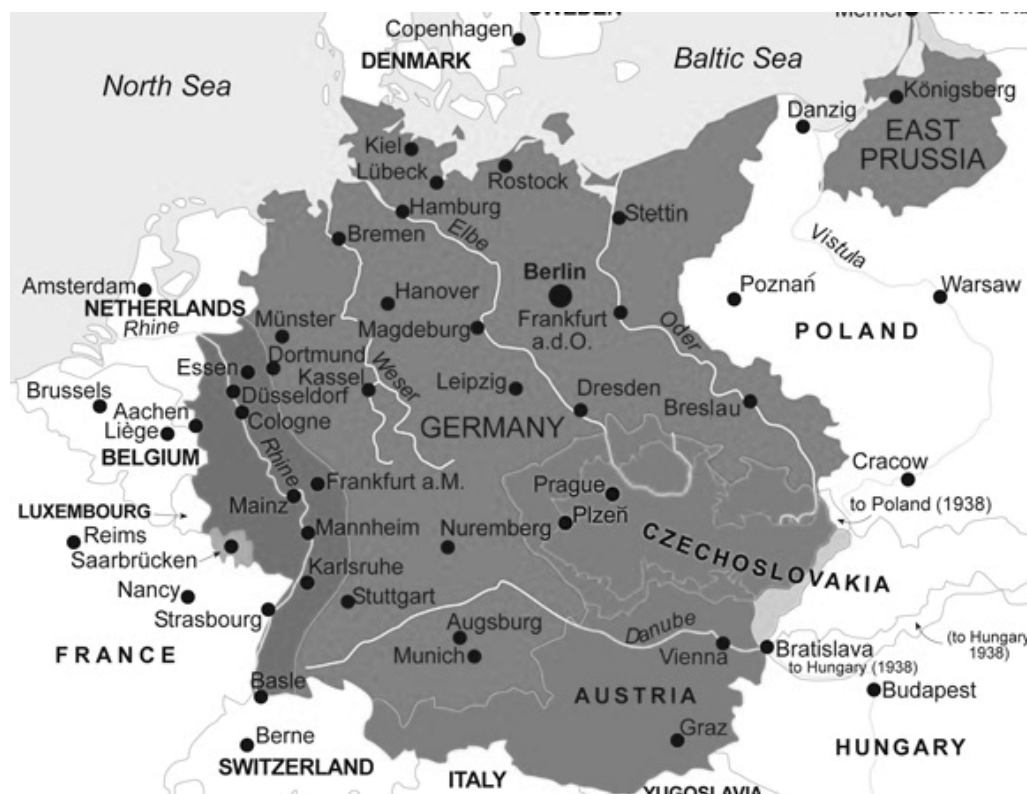 SWEDEN
Memel
LITHUANIA
Copenhagen
DENMARK
North Sea
Baltic Sea
Königsberg
Danzig
EAST
PRUSSIA
Kiel
Lübeck
Rostock
Hamburg
Stettin
Bremen
Elbe
Vistula
Berlin
Amsterdam
NETHERLANDS
Hanover
Poznań
Warsaw
Rhine
Münster
Magdeburg
Frankfurt
a.d.O.
Oder
POLAND
Dortmund
Essen
Kassel
Weser
Leipzig
Dresden
Brussels
Düsseldorf
Breslau
Aachen
Cologne
Liège
GERMANY
BELGIUM
Rhine
Cracow
Frankfurt a.M.
Prague
Mainz
to Poland (1938)
LUXEMBOURG
Plzeň
Reims
Mannheim
Nuremberg
CZECHOSLOVAKIA
Saarbrücken
Karlsruhe
Nancy
Stuttgart
Strasbourg
Augsburg
Danube
(to Hungary
1938)
FRANCE
Munich
Vienna
Bratislava
to Hungary (1938)
Basle
AUSTRIA
Budapest
Berne
Graz
HUNGARY
SWITZERLAND
ITALY
YUGOSLAVIA